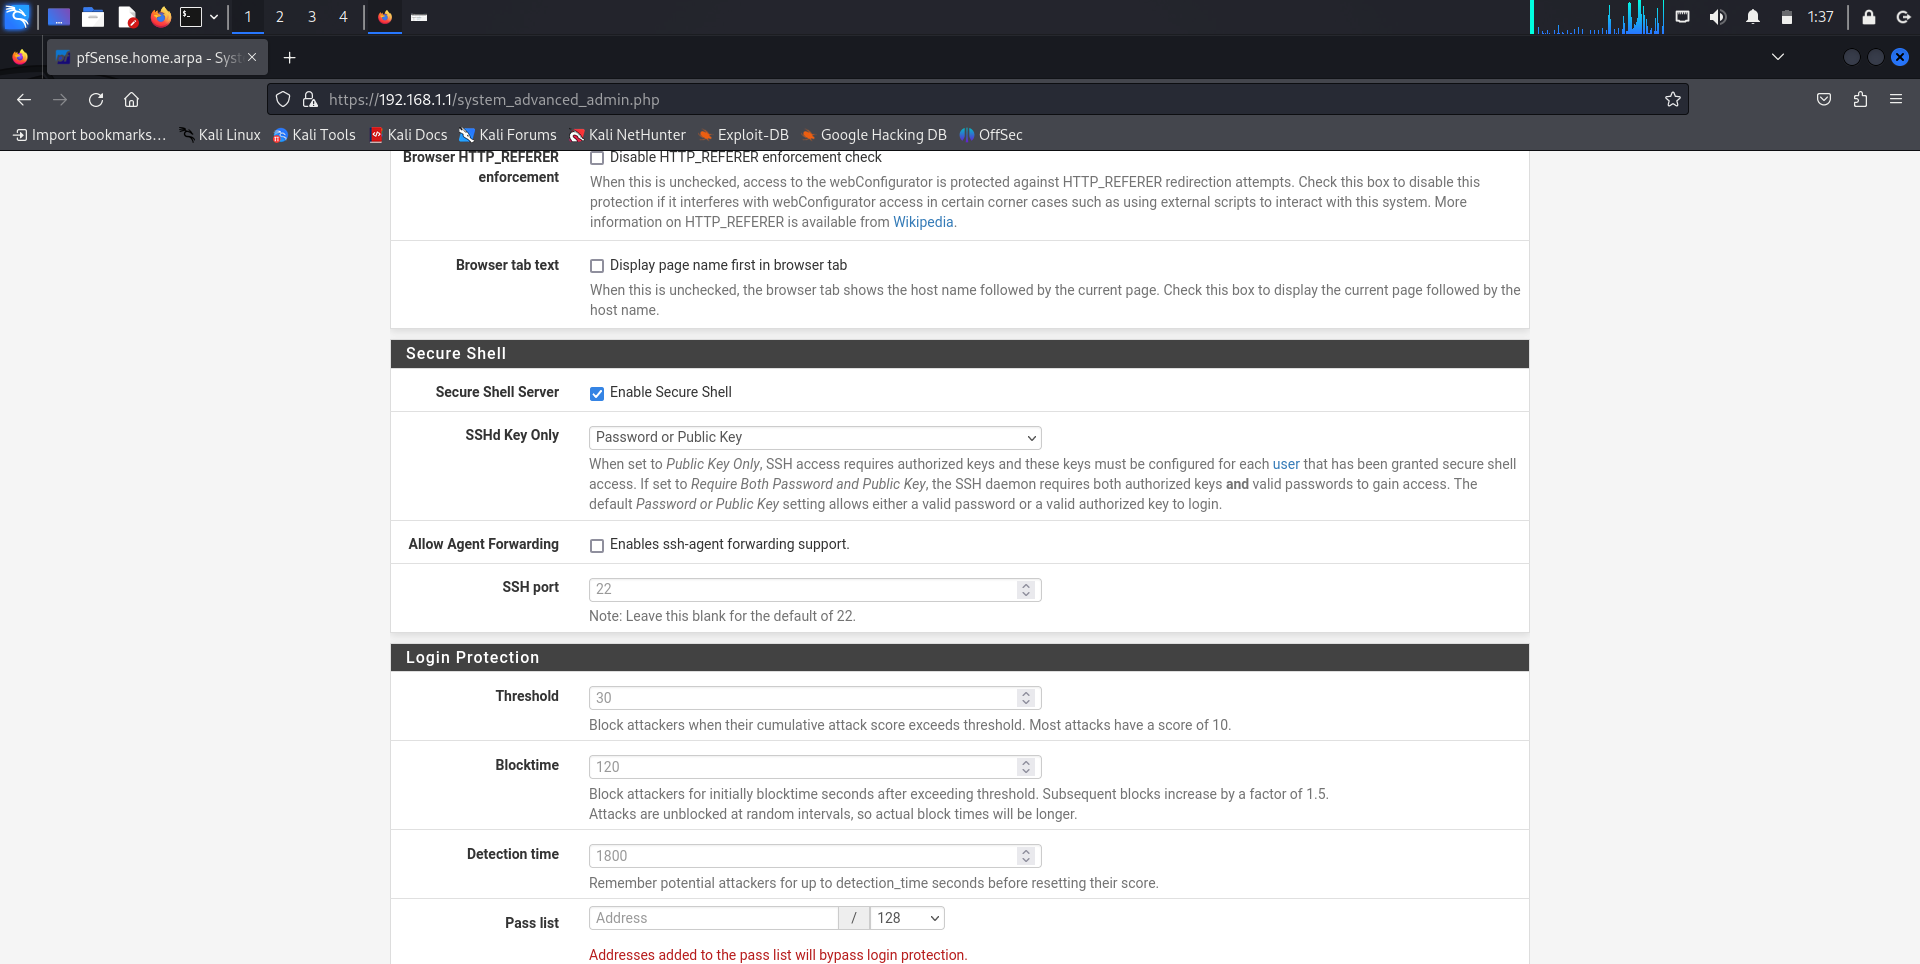 1 2 3 4 1:37
pfSense.home.arpa - Syst
https://192.168.1.1/system_advanced_admin.php
Import bookmarks... Kali Linux Kali Tools Kali Docs Kali Forums Kali NetHunter Exploit-DB Google Hacking DB OffSec
Browser HTTP_REFERER enforcement
Disable HTTP_REFERER enforcement check
When this is unchecked, access to the webConfigurator is protected against HTTP_REFERER redirection attempts. Check this box to disable this
protection if it interferes with webConfigurator access in certain corner cases such as using external scripts to interact with this system. More
information on HTTP_REFERER is available from Wikipedia.
Browser tab text
Display page name first in browser tab
When this is unchecked, the browser tab shows the host name followed by the current page. Check this box to display the current page followed by the
host name.
Secure Shell
Secure Shell Server
Enable Secure Shell
SSHd Key Only
Password or Public Key
When set to Public Key Only, SSH access requires authorized keys and these keys must be configured for each user that has been granted secure shell
access. If set to Require Both Password and Public Key, the SSH daemon requires both authorized keys and valid passwords to gain access. The
default Password or Public Key setting allows either a valid password or a valid authorized key to login.
Allow Agent Forwarding
Enables ssh-agent forwarding support.
SSH port
22
Note: Leave this blank for the default of 22.
Login Protection
Threshold
30
Block attackers when their cumulative attack score exceeds threshold. Most attacks have a score of 10.
Blocktime
120
Block attackers for initially blocktime seconds after exceeding threshold. Subsequent blocks increase by a factor of 1.5.
Attacks are unblocked at random intervals, so actual block times will be longer.
Detection time
1800
Remember potential attackers for up to detection_time seconds before resetting their score.
Pass list
Address / 128
Addresses added to the pass list will bypass login protection.